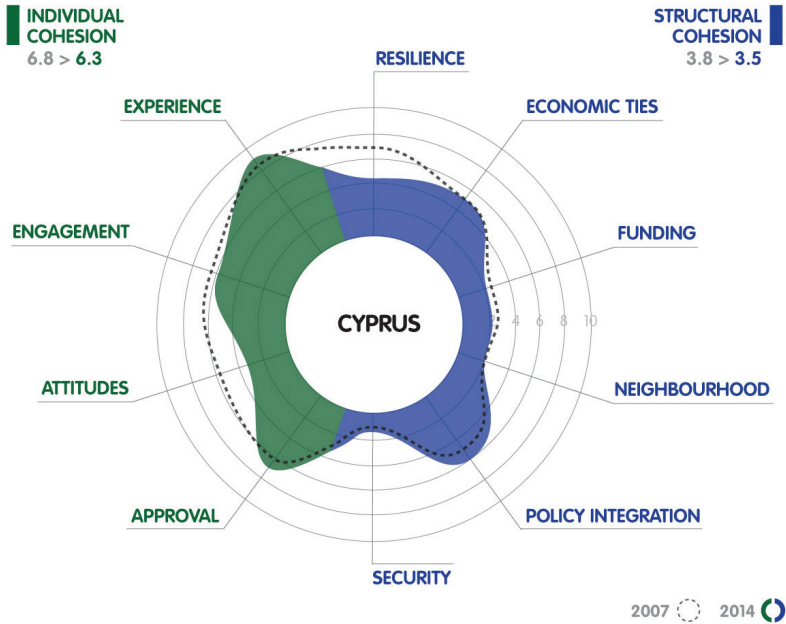 INDIVIDUAL
COHESION
6.8 > 6.3
STRUCTURAL
COHESION
3.8 > 3.5
RESILIENCE
EXPERIENCE
ECONOMIC TIES
ENGAGEMENT
FUNDING
CYPRUS
2 4 6 8 10
ATTITUDES
NEIGHBOURHOOD
APPROVAL
POLICY INTEGRATION
SECURITY
2007 2014